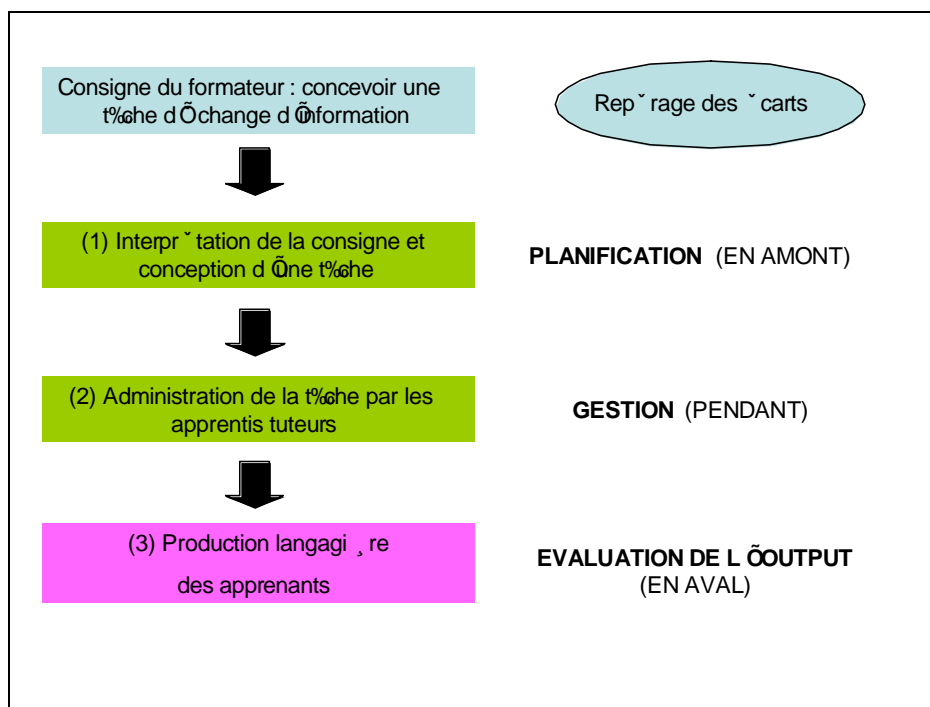 Consigne du formateur : concevoir une
t‰che d Õchange d Õinformation
Rep ˇ rage des ˇ carts
(1) Interpr ˇ tation de la consigne et
conception d Õune t‰che
PLANIFICATION (EN AMONT)
(2) Administration de la t‰che par les
apprentis tuteurs
GESTION (PENDANT)
(3) Production langagi ¸ re
des apprenants
EVALUATION DE L ÕOUTPUT
(EN AVAL)